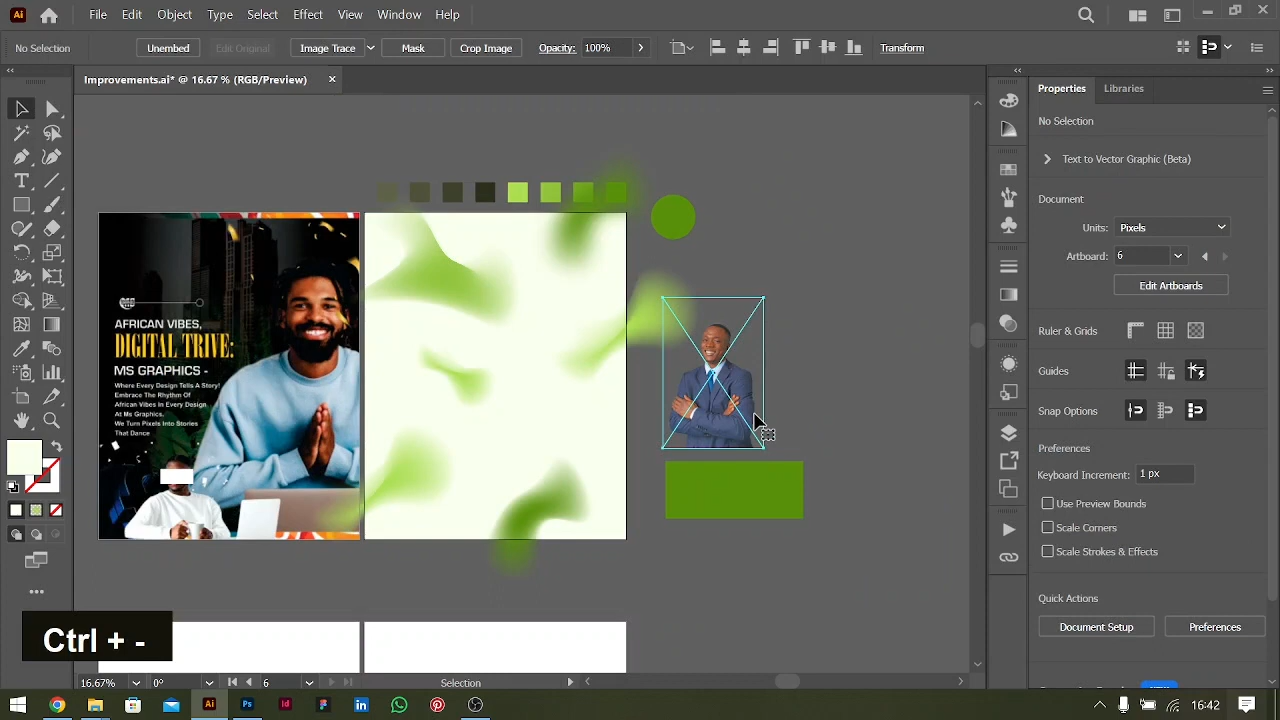 Ai File Edit Object Type Select Effect View Window Help
No Selection Unembed Edit Original Image Trace Mask Crop Image Opacity: 100% Transform
Improvements.ai* @ 16.67 % (RGB/Preview)
Properties Libraries
No Selection
Text to Vector Graphic (Beta)
Document
Units: Pixels
Artboard: 6
Edit Artboards
Ruler & Grids
Guides
Snap Options
Preferences
Keyboard Increment: 1 px
Use Preview Bounds
Scale Corners
Scale Strokes & Effects
Quick Actions
Document Setup Preferences
AFRICAN VIBES,
DIGITAL TRIVE:
MS GRAPHICS -
Where Every Design Tells A Story!
Embrace The Rhythm Of
African Vibes In Every Design
At Ms Graphics.
We Turn Pixels Into Stories
That Dance
Ctrl + -
16.67% 0° 6 Selection
Ai Ps Id in 16:42